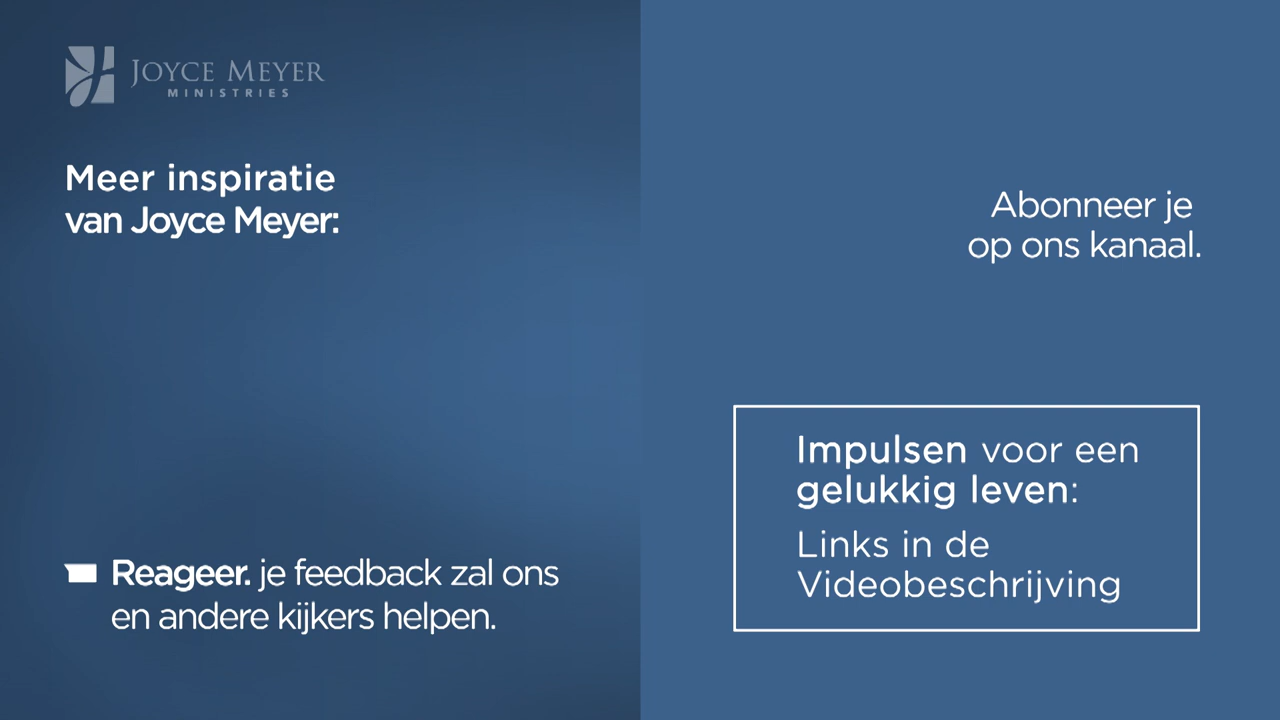 JOYCE MEYER
MINISTRIES
Meer inspiratie
van Joyce Meyer:
Abonneer je
op ons kanaal.
Impulsen voor een
gelukkig leven:
Links in de
Videobeschrijving
Reageer. je feedback zal ons
en andere kijkers helpen.